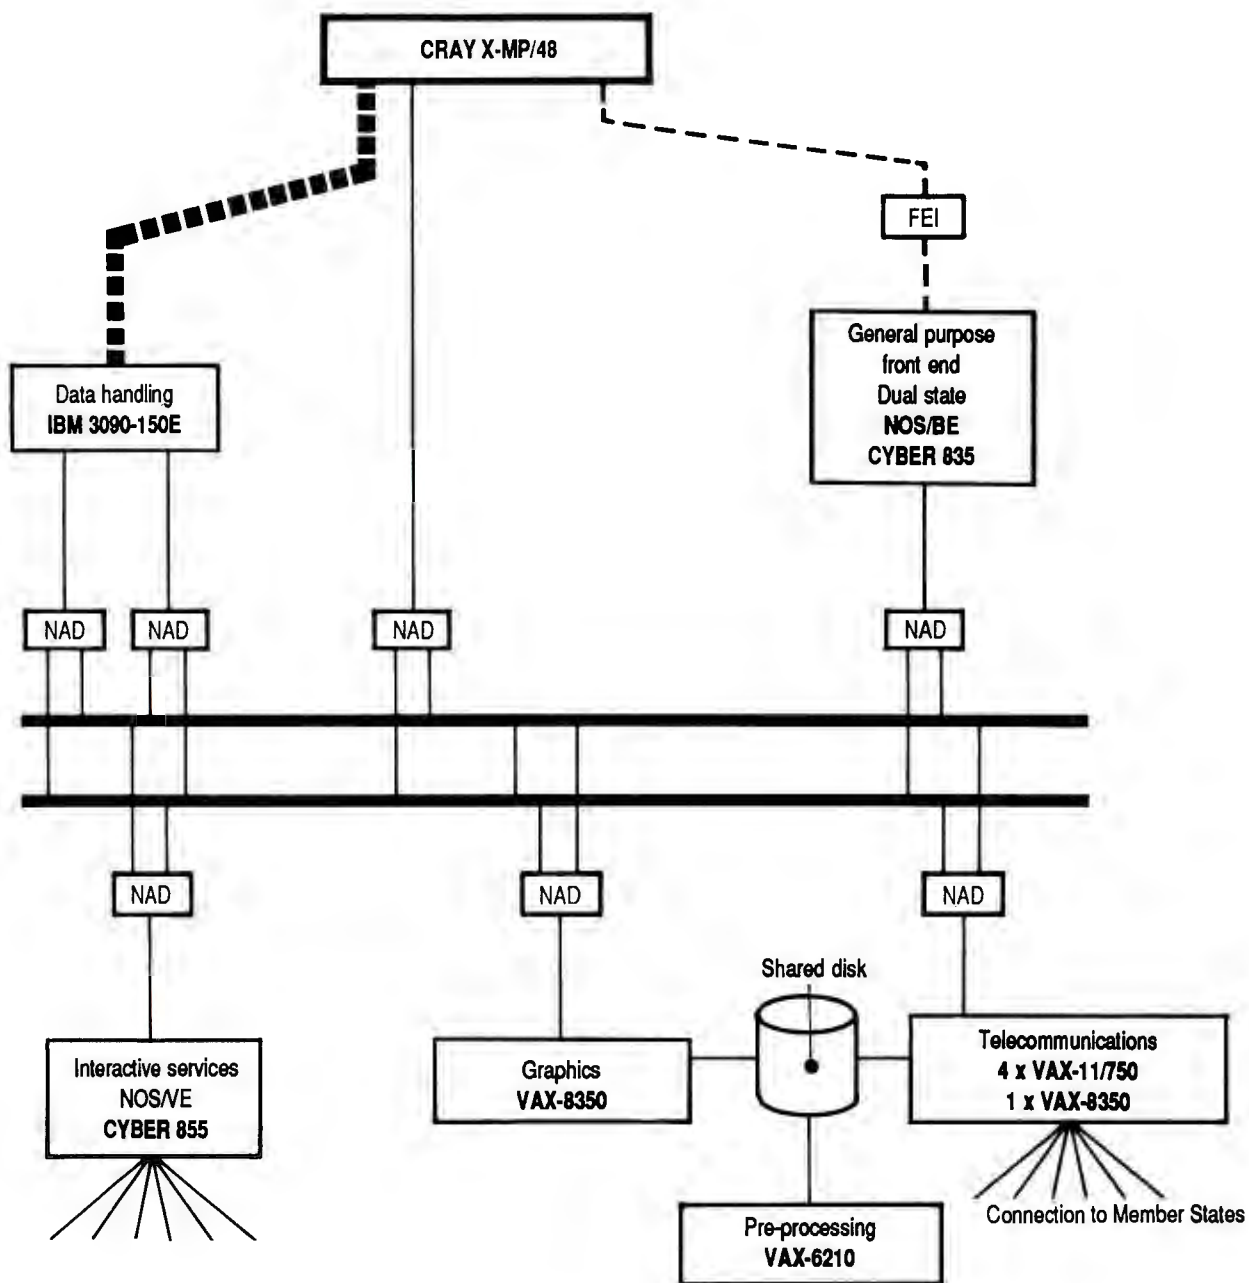 CRAY X-MP/48
FEI
General purpose
front end
Dual state
NOS/BE
CYBER 835
Data handling
IBM 3090-150E
NAD
NAD
NAD
NAD
NAD
NAD
NAD
Shared disk
Interactive services
NOS/VE
CYBER 855
Graphics
VAX-8350
Telecommunications
4 x VAX-11/750
1 x VAX-8350
Connection to Member States
Pre-processing
VAX-6210